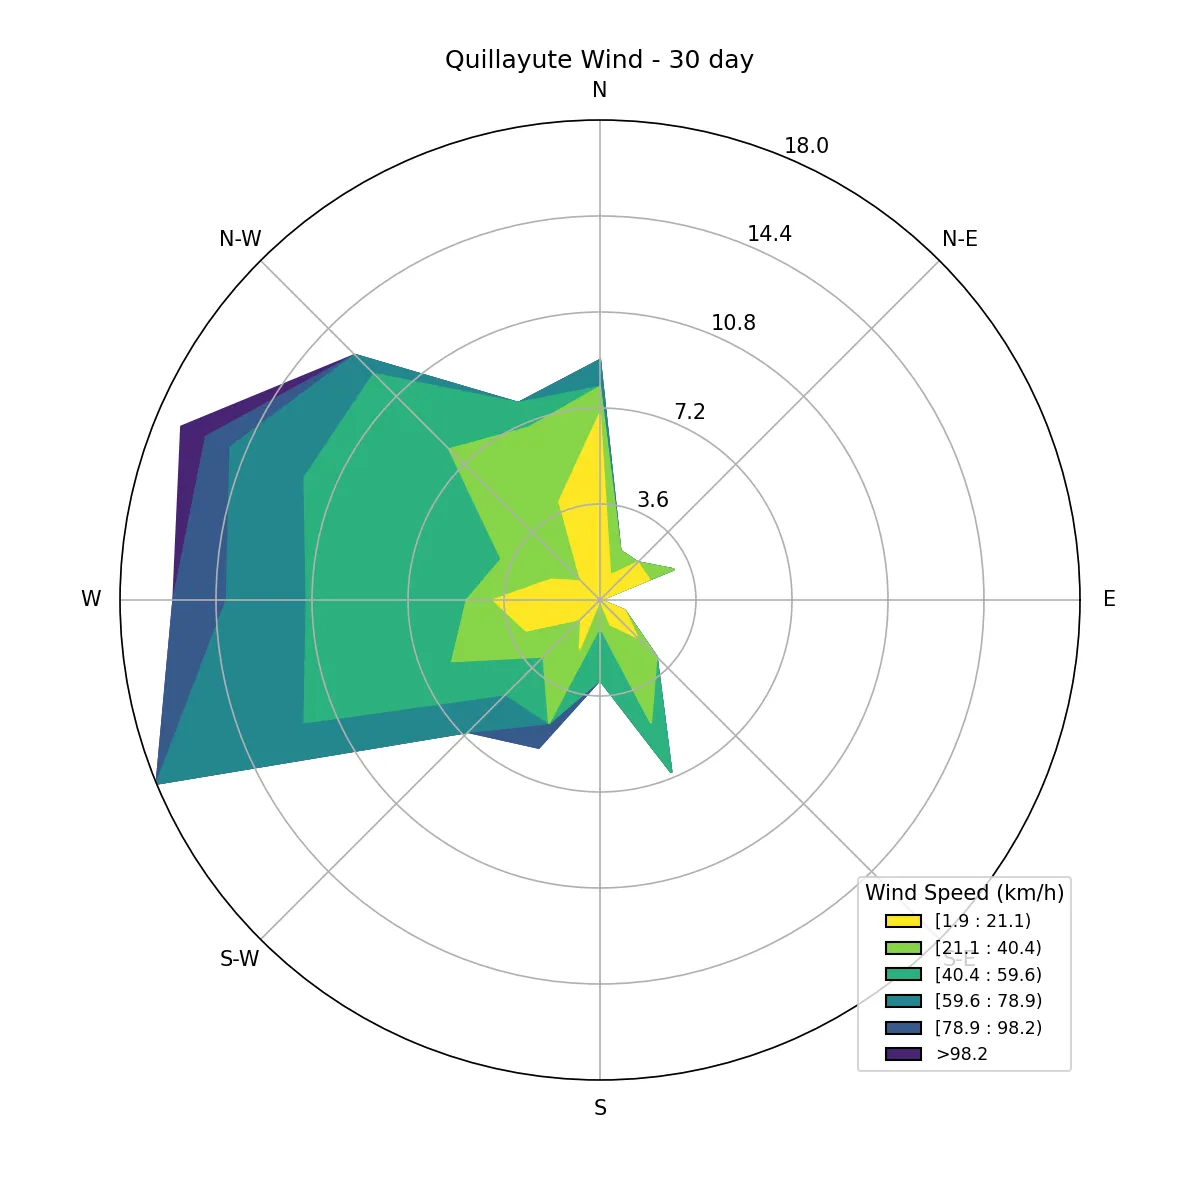 Quillayute Wind - 30 day
N
18.0
14.4
N-W
N-E
10.8
7.2
3.6
W
E
Wind Speed (km/h)
[1.9 : 21.1)
[21.1 : 40.4)
S-W
S-E
[40.4 : 59.6)
[59.6 : 78.9)
[78.9 : 98.2)
>98.2
S